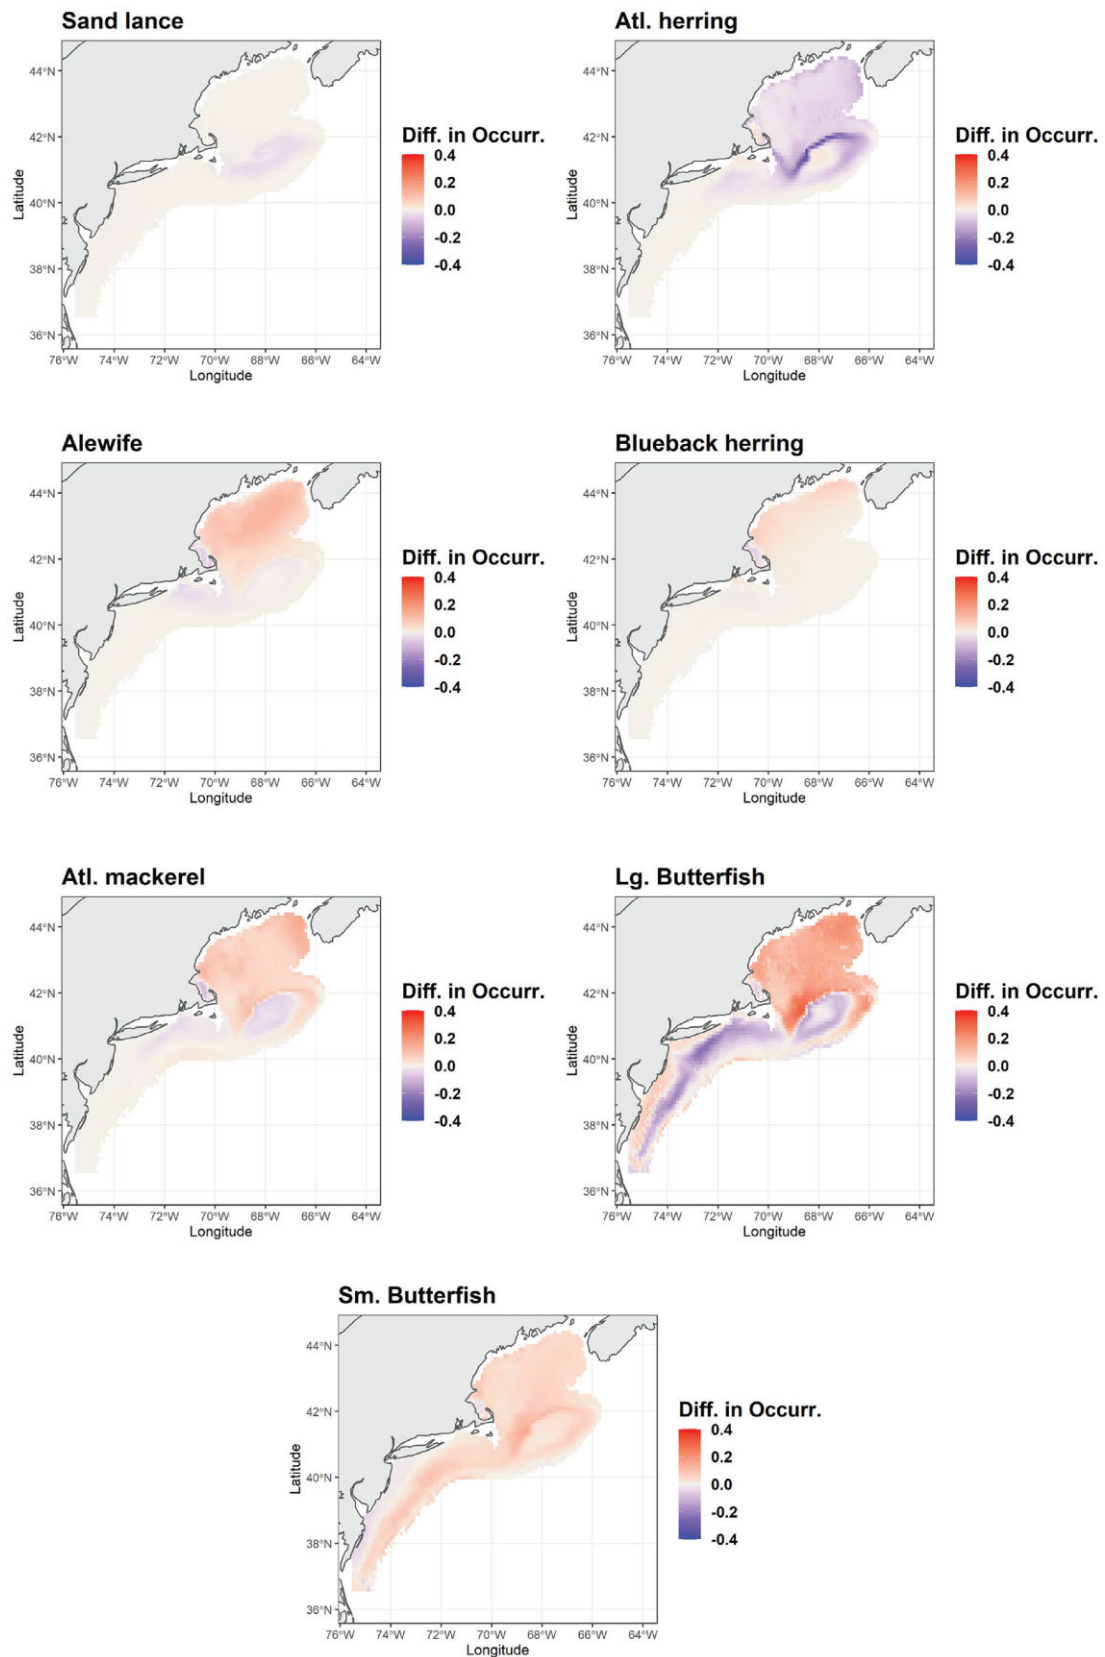 Sand lance
44°N
42°N
40°N
38°N
36°N
76°W 74°W 72°W 70°W 68°W 66°W 64°W
Longitude
Latitude
Diff. in Occurr.
0.4
0.2
0.0
-0.2
-0.4
Atl. herring
44°N
42°N
40°N
38°N
36°N
76°W 74°W 72°W 70°W 68°W 66°W 64°W
Longitude
Latitude
Diff. in Occurr.
0.4
0.2
0.0
-0.2
-0.4
Alewife
44°N
42°N
40°N
38°N
36°N
76°W 74°W 72°W 70°W 68°W 66°W 64°W
Longitude
Latitude
Diff. in Occurr.
0.4
0.2
0.0
-0.2
-0.4
Blueback herring
44°N
42°N
40°N
38°N
36°N
76°W 74°W 72°W 70°W 68°W 66°W 64°W
Longitude
Latitude
Diff. in Occurr.
0.4
0.2
0.0
-0.2
-0.4
Atl. mackerel
44°N
42°N
40°N
38°N
36°N
76°W 74°W 72°W 70°W 68°W 66°W 64°W
Longitude
Latitude
Diff. in Occurr.
0.4
0.2
0.0
-0.2
-0.4
Lg. Butterfish
44°N
42°N
40°N
38°N
36°N
76°W 74°W 72°W 70°W 68°W 66°W 64°W
Longitude
Latitude
Diff. in Occurr.
0.4
0.2
0.0
-0.2
-0.4
Sm. Butterfish
44°N
42°N
40°N
38°N
36°N
76°W 74°W 72°W 70°W 68°W 66°W 64°W
Longitude
Latitude
Diff. in Occurr.
0.4
0.2
0.0
-0.2
-0.4